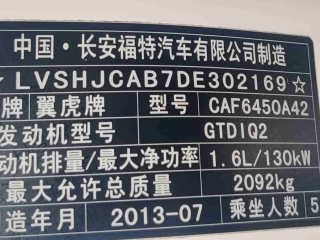 中国·长安福特汽车有限公司制造
☆LVSHJCAB7DE302169☆
牌 翼虎牌 型号 CAF6450A42
发动机型号 GTDIQ2
动机排量/最大净功率 1.6L/130kW
最大允许总质量 2092kg
造年月 2013-07 乘坐人数 5